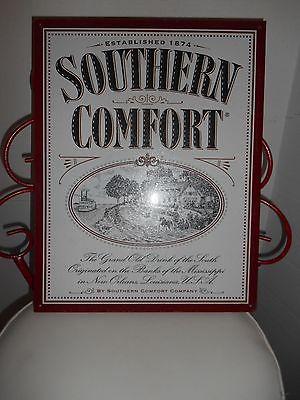 ESTABLISHED 1874
SOUTHERN
COMFORT®
The Grand Old Drink of the South
Originated on the Banks of the Mississippi
in New Orleans, Louisiana, U.S.A.
BY SOUTHERN COMFORT COMPANY